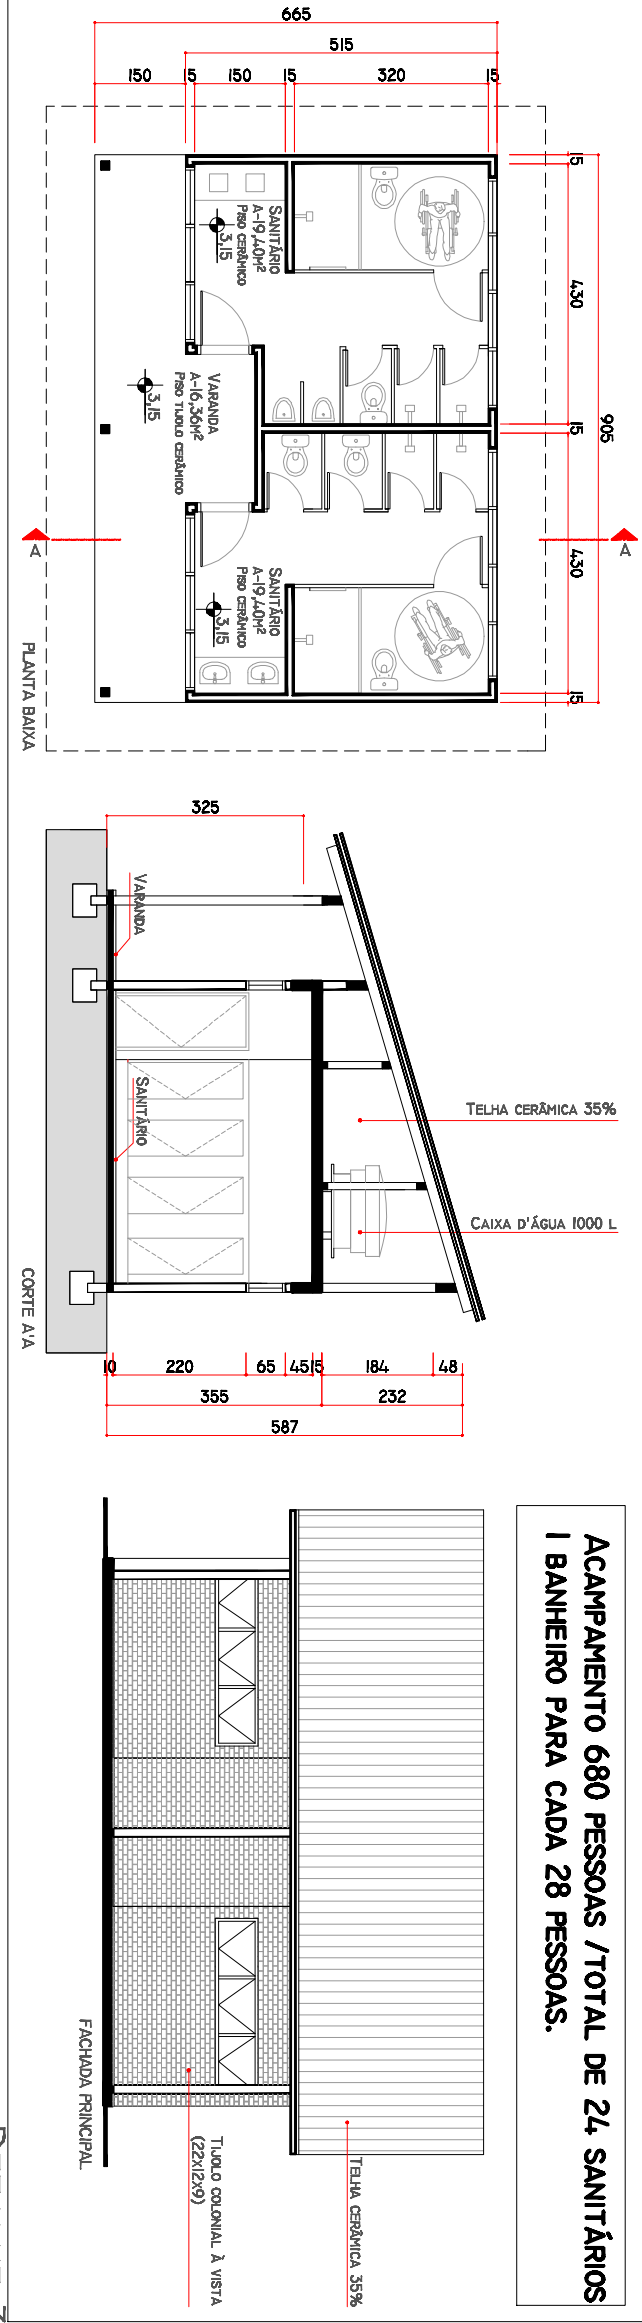 ACAMPAMENTO 680 PESSOAS /TOTAL DE 24 SANITÁRIOS
1 BANHEIRO PARA CADA 28 PESSOAS.
665
515
150
15
150
15
320
15
15
430
15
430
15
905
SANITÁRIO
A-19,40M²
PISO CERÂMICO
3,15
VARANDA
A-16,36M²
PISO TIJOLO CERÂMICO
3,15
SANITÁRIO
A-19,40M²
PISO CERÂMICO
3,15
A
A
PLANTA BAIXA
325
VARANDA
SANITÁRIO
TELHA CERÂMICA 35%
CAIXA D'ÁGUA 1000 L
10
220
65
45
15
184
48
355
232
587
CORTE A'A
TELHA CERÂMICA 35%
TIJOLO COLONIAL À VISTA
(22x12x9)
FACHADA PRINCIPAL